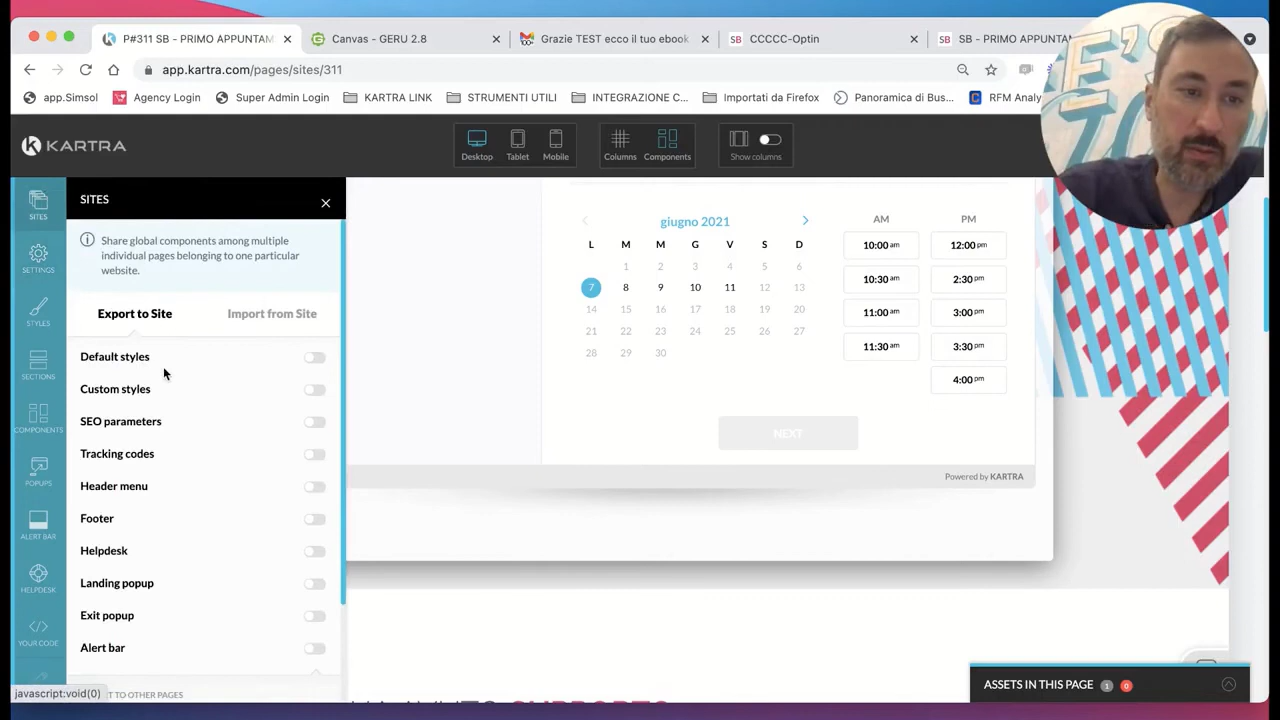 P#311 SB - PRIMO APPUNTAM
Canvas - GERU 2.8
Grazie TEST ecco il tuo ebook
CCCCC-Optin
SB - PRIMO APPUNTAM
app.kartra.com/pages/sites/311
app.Simsol
Agency Login
Super Admin Login
KARTRA LINK
STRUMENTI UTILI
INTEGRAZIONE C...
Importati da Firefox
Panoramica di Bus...
RFM Analy
KARTRA
Desktop
Tablet
Mobile
Columns
Components
Show columns
SITES
SETTINGS
STYLES
SECTIONS
COMPONENTS
POPUPS
ALERT BAR
HELPDESK
YOUR CODE
SITES
Share global components among multiple
individual pages belonging to one particular
website.
Export to Site
Import from Site
Default styles
Custom styles
SEO parameters
Tracking codes
Header menu
Footer
Helpdesk
Landing popup
Exit popup
Alert bar
T TO OTHER PAGES
javascript:void(0)
giugno 2021
L M M G V S D
1 2 3 4 5 6
7 8 9 10 11 12 13
14 15 16 17 18 19 20
21 22 23 24 25 26 27
28 29 30
AM
10:00 am
10:30 am
11:00 am
11:30 am
PM
12:00 pm
2:30 pm
3:00 pm
3:30 pm
4:00 pm
NEXT
Powered by KARTRA
ASSETS IN THIS PAGE 1 0
SUPPORTO